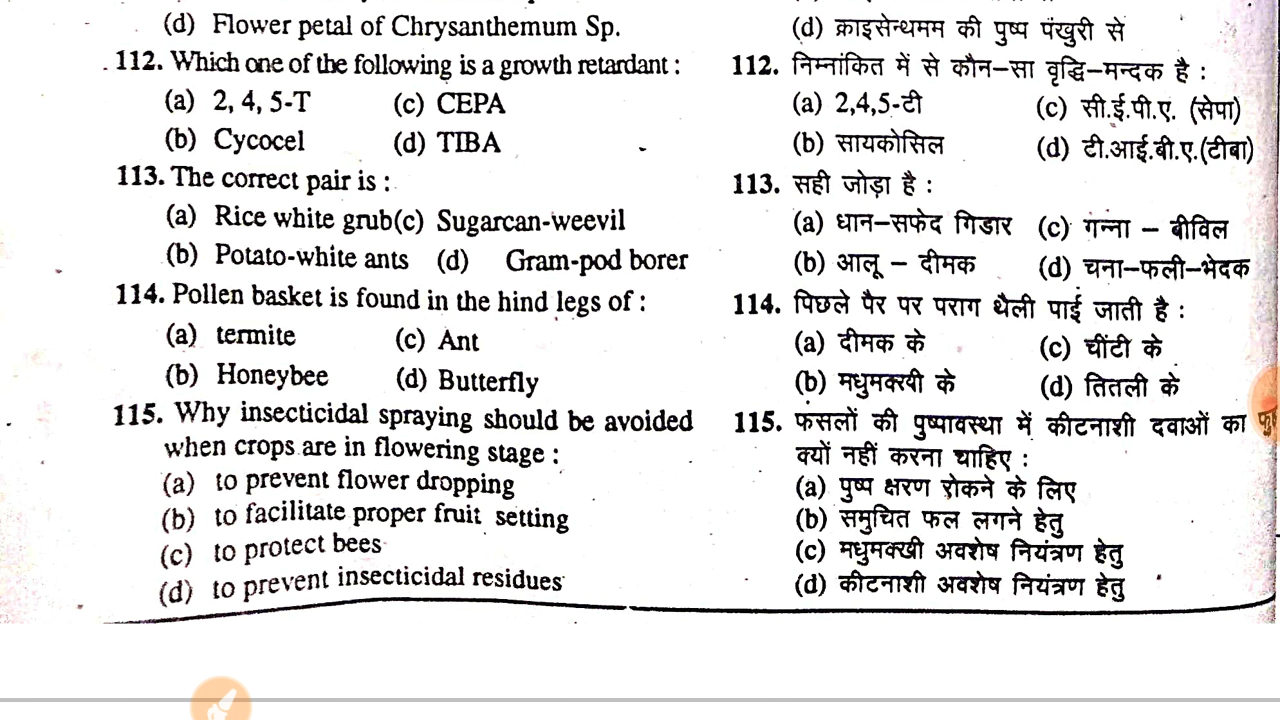 (d) Flower petal of Chrysanthemum Sp.
112. Which one of the following is a growth retardant :
(a) 2, 4, 5-T (c) CEPA
(b) Cycocel (d) TIBA
113. The correct pair is :
(a) Rice white grub(c) Sugarcan-weevil
(b) Potato-white ants (d) Gram-pod borer
114. Pollen basket is found in the hind legs of :
(a) termite (c) Ant
(b) Honeybee (d) Butterfly
115. Why insecticidal spraying should be avoided
when crops are in flowering stage :
(a) to prevent flower dropping
(b) to facilitate proper fruit setting
(c) to protect bees
(d) to prevent insecticidal residues
(d) क्राइसेन्थमम की पुष्प पंखुरी से
112. निम्नांकित में से कौन-सा वृद्धि-मन्दक है :
(a) 2,4,5-टी (c) सी.ई.पी.ए. (सेपा)
(b) सायकोसिल (d) टी.आई.बी.ए.(टीबा)
113. सही जोड़ा है :
(a) धान-सफेद गिडार (c) गन्ना - बीविल
(b) आलू - दीमक (d) चना-फली-भेदक
114. पिछले पैर पर पराग थैली पाई जाती है :
(a) दीमक के (c) चींटी के
(b) मधुमक्खी के (d) तितली के
115. फसलों की पुष्पावस्था में कीटनाशी दवाओं का
क्यों नहीं करना चाहिए :
(a) पुष्प क्षरण रोकने के लिए
(b) समुचित फल लगने हेतु
(c) मधुमक्खी अवशेष नियंत्रण हेतु
(d) कीटनाशी अवशेष नियंत्रण हेतु